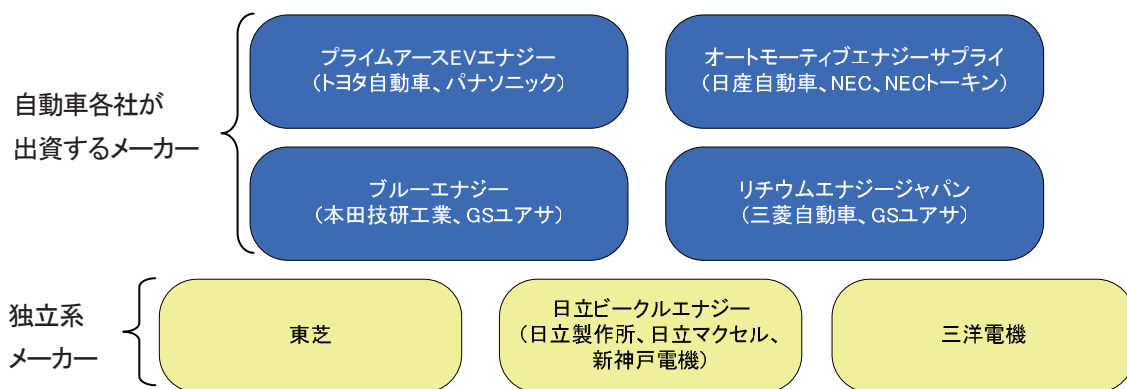 自動車各社が
出資するメーカー
プライムアースEVエナジー
（トヨタ自動車、パナソニック）
オートモーティブエナジーサプライ
（日産自動車、NEC、NECトーキン）
ブルーエナジー
（本田技研工業、GSユアサ）
リチウムエナジージャパン
（三菱自動車、GSユアサ）
独立系
メーカー
東芝
日立ビークルエナジー
（日立製作所、日立マクセル、
新神戸電機）
三洋電機